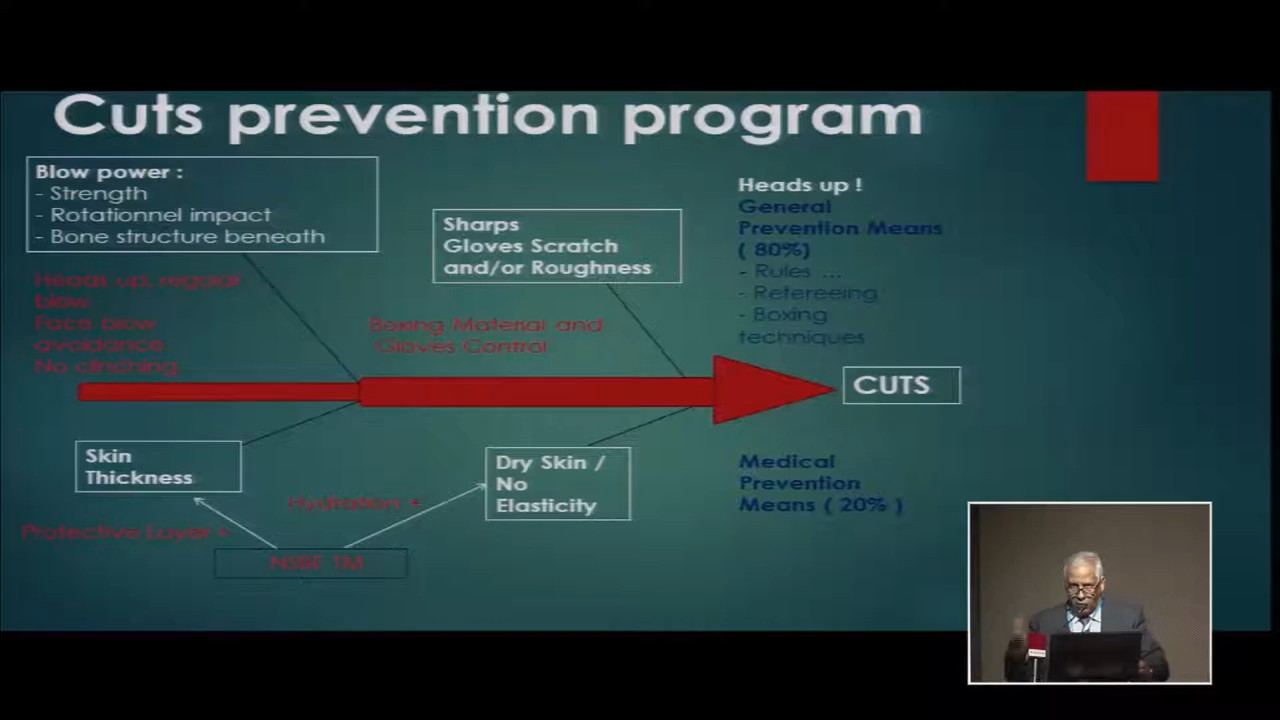 Cuts prevention program
Blow power :
- Strength
- Rotationnel impact
- Bone structure beneath
Heads up, regular
blow.
Face blow
avoidance.
No clinching.
Sharps
Gloves Scratch
and/or Roughness
Boxing Material and
Gloves Control
Heads up !
General
Prevention Means
( 80%)
- Rules ...
- Refereeing
- Boxing
techniques
CUTS
Skin
Thickness
Protective Layer +
Hydration +
Dry Skin /
No
Elasticity
TM
Medical
Prevention
Means ( 20% )